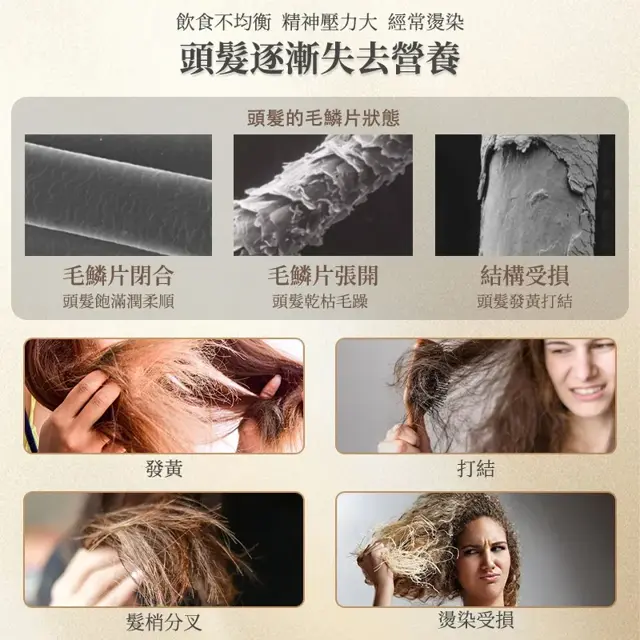 飲食不均衡 精神壓力大 經常燙染
頭髮逐漸失去營養
頭髮的毛鱗片狀態
毛鱗片閉合
頭髮飽滿潤柔順
毛鱗片張開
頭髮乾枯毛躁
結構受損
頭髮發黃打結
發黃
打結
髮梢分叉
燙染受損